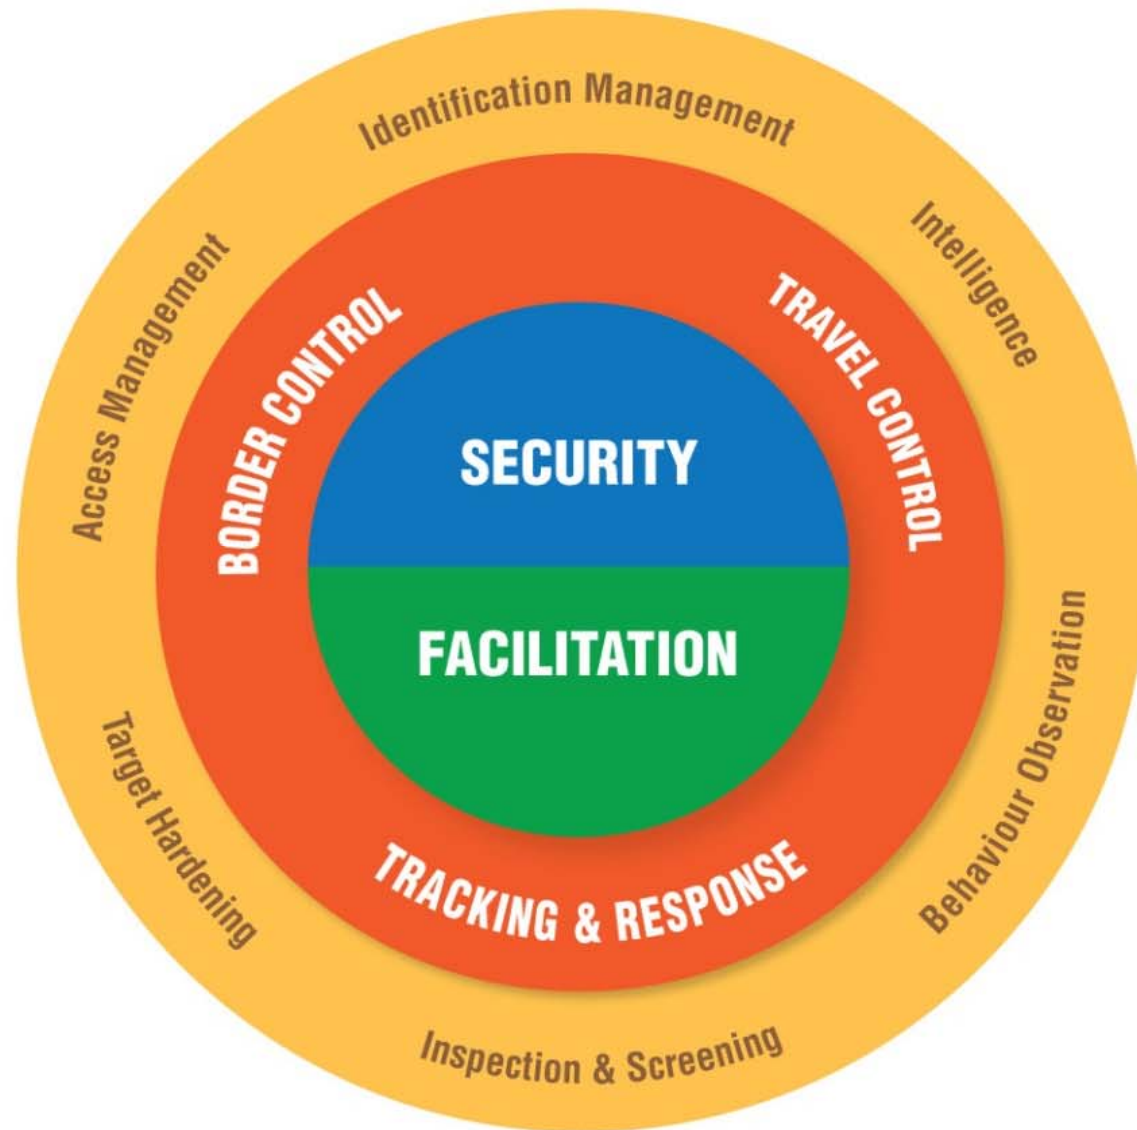 Identification Management
Intelligence
Access Management
BORDER CONTROL
TRAVEL CONTROL
SECURITY
FACILITATION
Behaviour Observation
Target Hardening
TRACKING & RESPONSE
Inspection & Screening